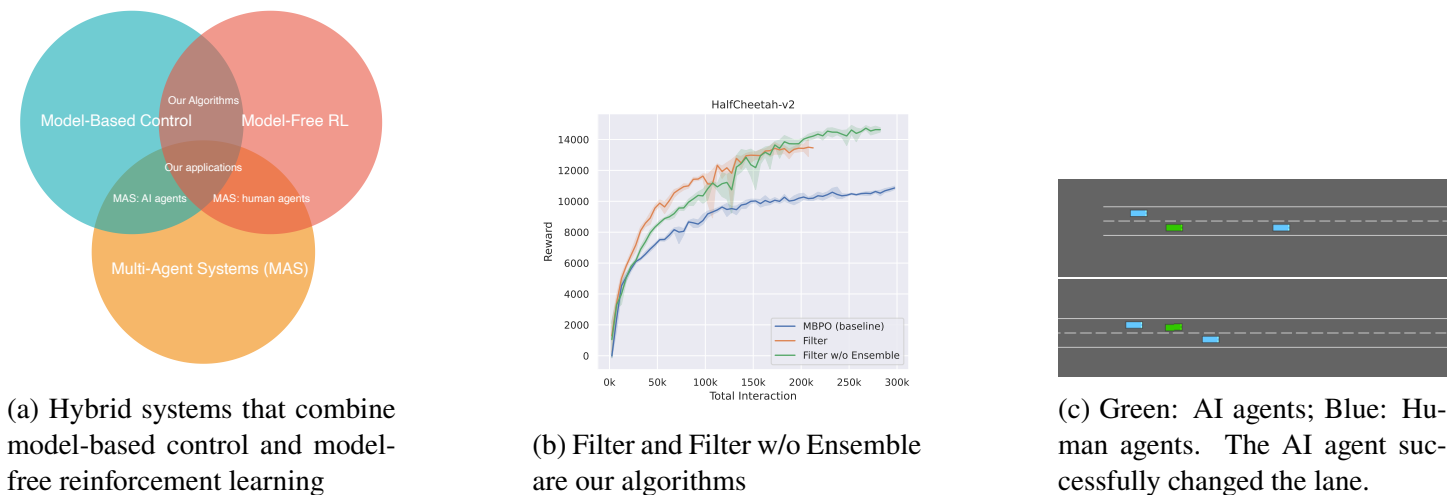 Our Algorithms
Model-Based Control
Model-Free RL
Our applications
MAS: AI agents
MAS: human agents
Multi-Agent Systems (MAS)
(a) Hybrid systems that combine
model-based control and model-
free reinforcement learning
HalfCheetah-v2
Reward
14000
12000
10000
8000
6000
4000
2000
0
MBPO (baseline)
Filter
Filter w/o Ensemble
0k
50k
100k
150k
200k
250k
300k
Total Interaction
(b) Filter and Filter w/o Ensemble
are our algorithms
(c) Green: AI agents; Blue: Hu-
man agents. The AI agent suc-
cessfully changed the lane.